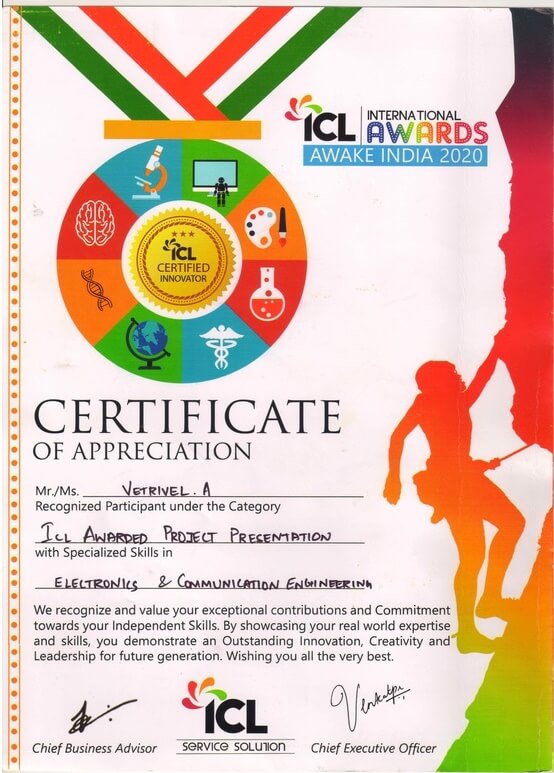 ICL INTERNATIONAL AWARDS
AWAKE INDIA 2020
ICL
CERTIFIED
INNOVATOR
CERTIFICATE
OF APPRECIATION
Mr./Ms. VETRIVEL. A
Recognized Participant under the Category
ICL AWARDED PROJECT PRESENTATION
with Specialized Skills in
ELECTRONICS & COMMUNICATION ENGINEERING
We recognize and value your exceptional contributions and Commitment
towards your Independent Skills. By showcasing your real world expertise
and skills, you demonstrate an Outstanding Innovation, Creativity and
Leadership for future generation. Wishing you all the very best.
ICL
SERVICE SOLUTION
Chief Business Advisor
Chief Executive Officer